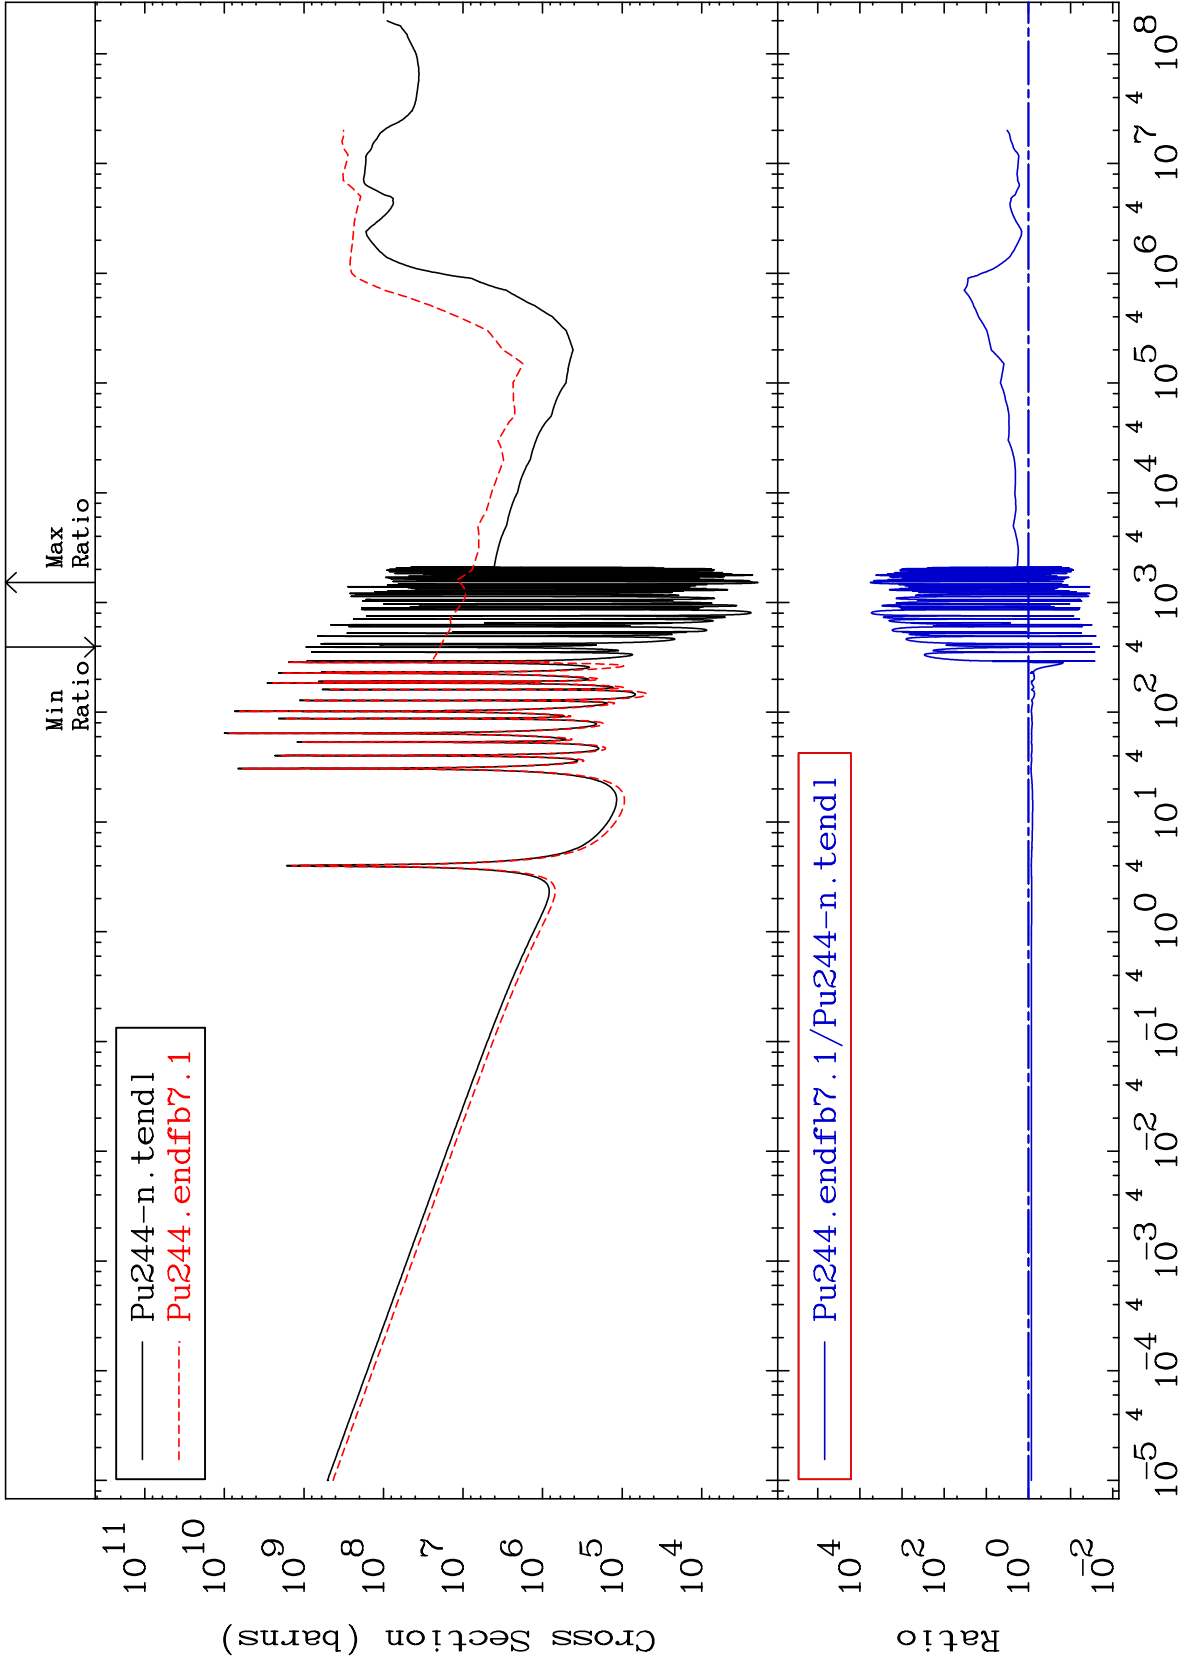 Min
Ratio
Max
Ratio
Pu244-n.tendl
Pu244.endfb7.1
10^11
10^10
10^9
10^8
10^7
10^6
10^5
10^4
Cross Section (barns)
Pu244.endfb7.1/Pu244-n.tendl
10^4
10^2
10^0
10^-2
Ratio
10^-5 4 10^-4 4 10^-3 4 10^-2 4 10^-1 4 10^0 4 10^1 4 10^2 4 10^3 4 10^4 4 10^5 4 10^6 4 10^7 4 10^8